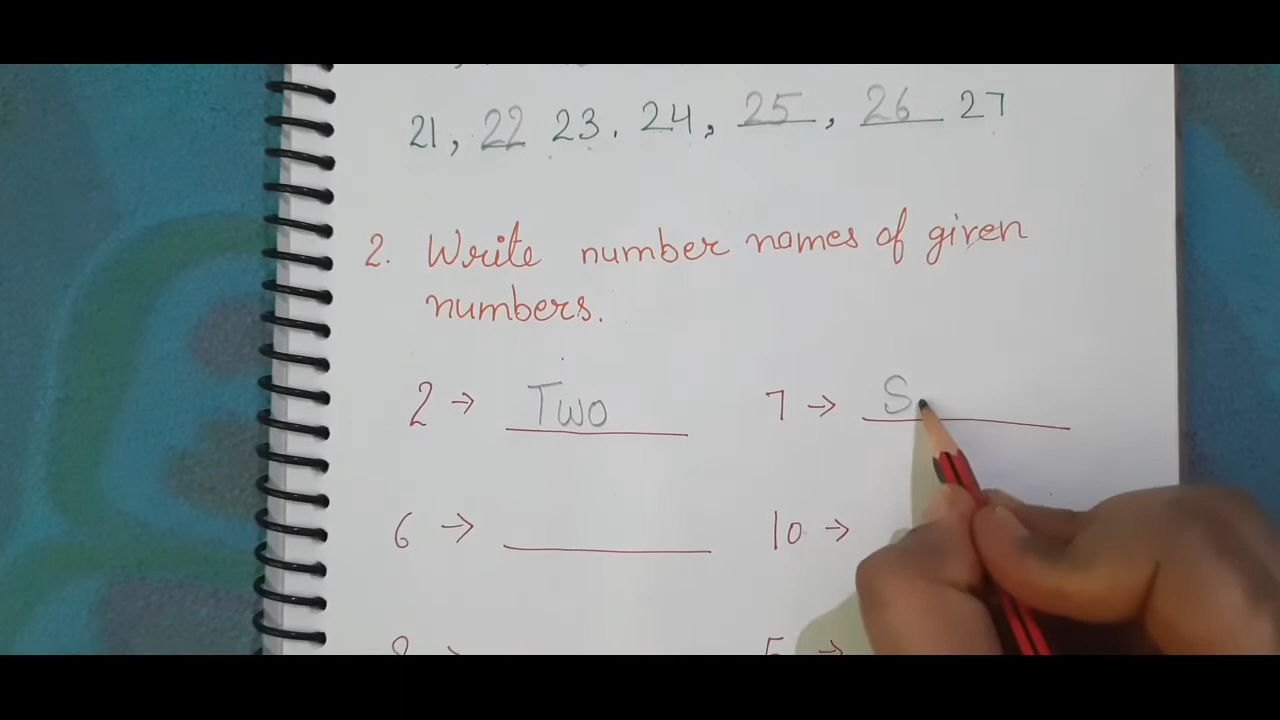 21, 22 23. 24, 25, 26 27
2. Write number names of given
numbers.
2 → Two 7 → S
6 → 10 →
5 →